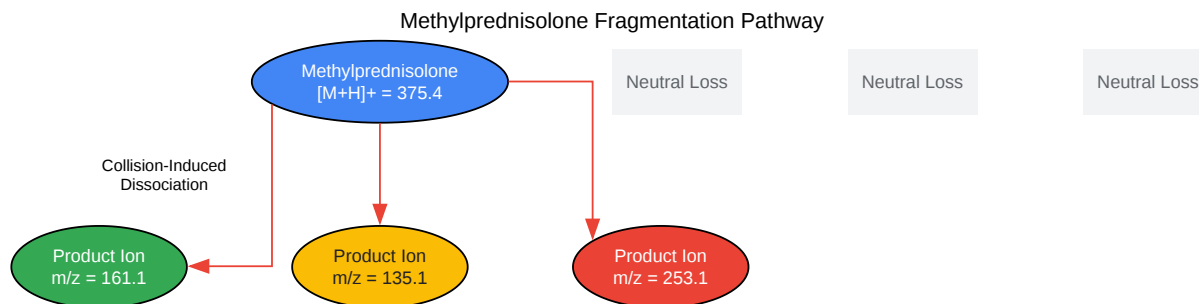 Methylprednisolone Fragmentation Pathway
Methylprednisolone
[M+H]+ = 375.4
Neutral Loss
Neutral Loss
Neutral Loss
Collision-Induced
Dissociation
Product Ion
m/z = 161.1
Product Ion
m/z = 135.1
Product Ion
m/z = 253.1